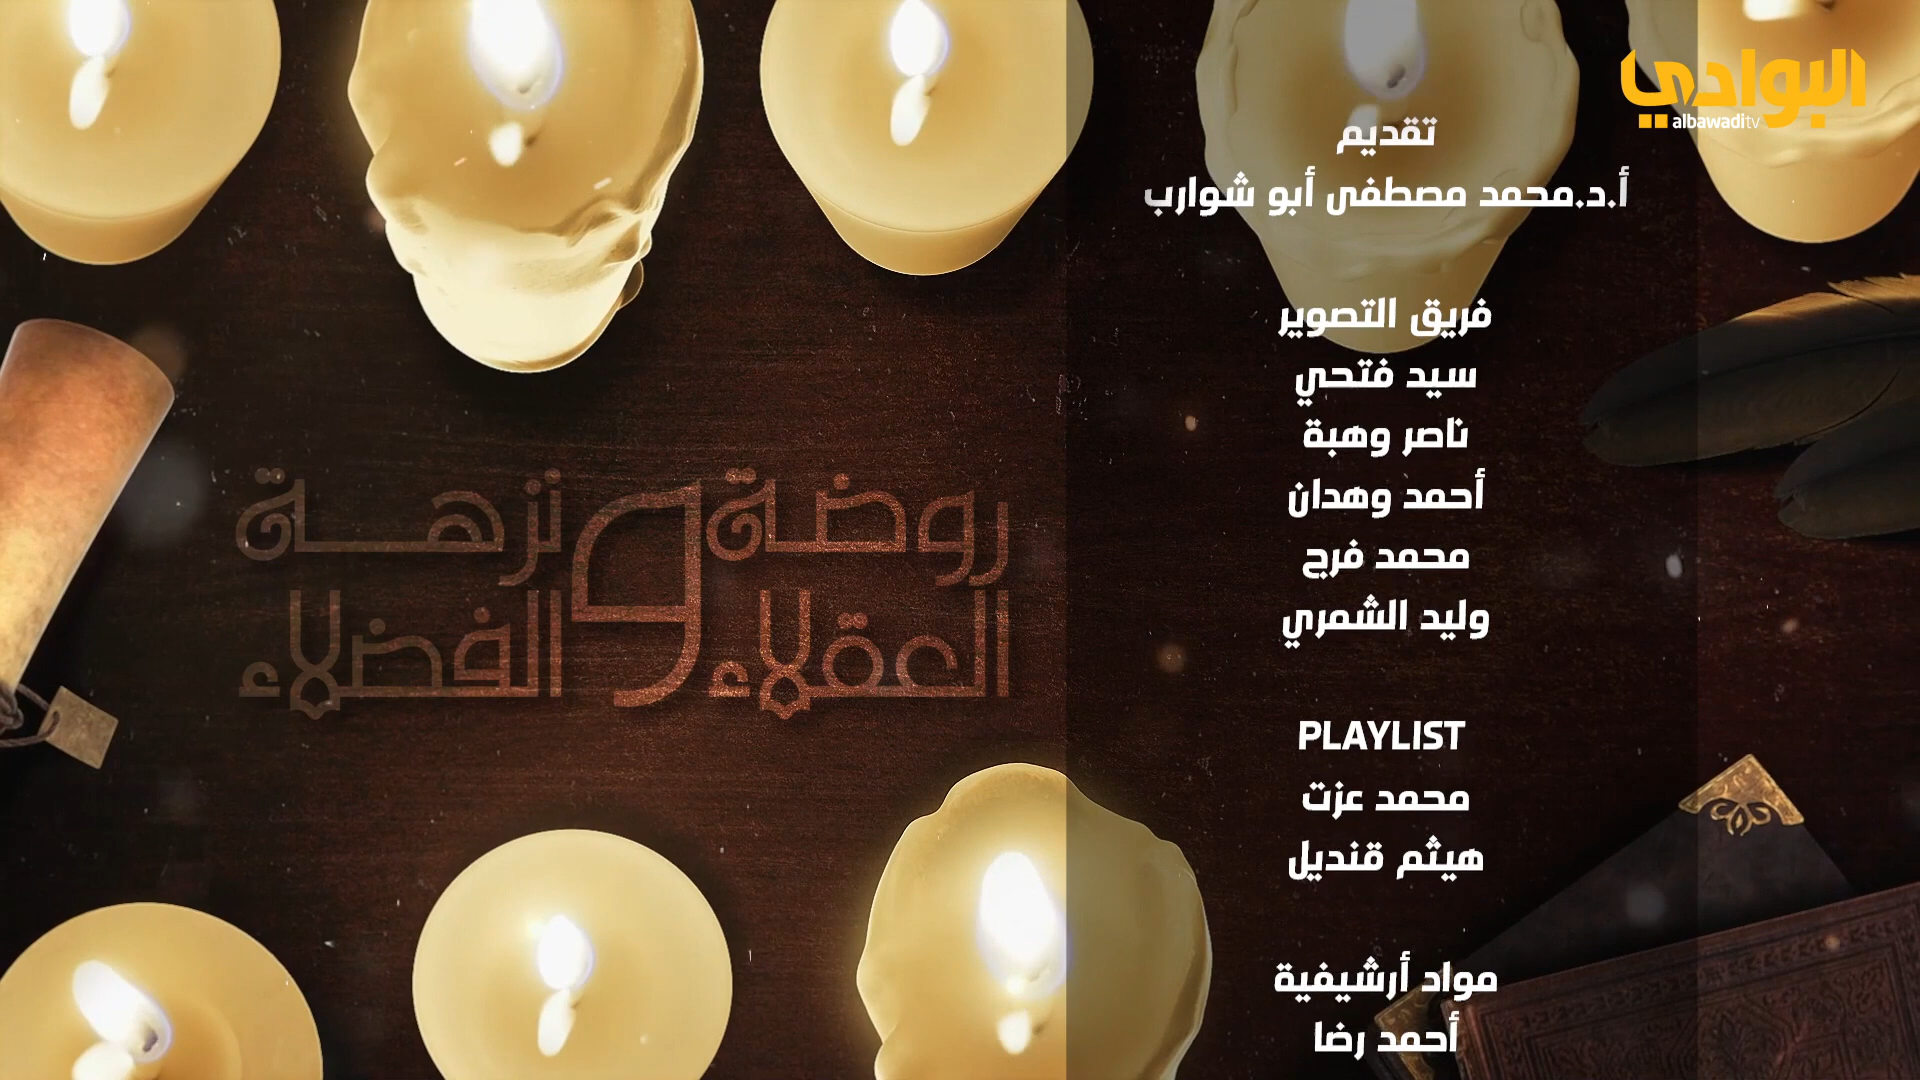 البوادي
albawaditv
تقديم
أ.د.محمد مصطفى أبو شوارب
فريق التصوير
سيد فتحي
ناصر وهبة
أحمد وهدان
محمد فرج
وليد الشمري
PLAYLIST
محمد عزت
هيثم قنديل
مواد أرشيفية
أحمد رضا
روضة و نزهة
العقلاء الفضلاء